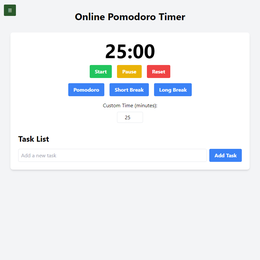 Online Pomodoro Timer
25:00
Start Pause Reset
Pomodoro Short Break Long Break
Custom Time (minutes):
25
Task List
Add a new task Add Task